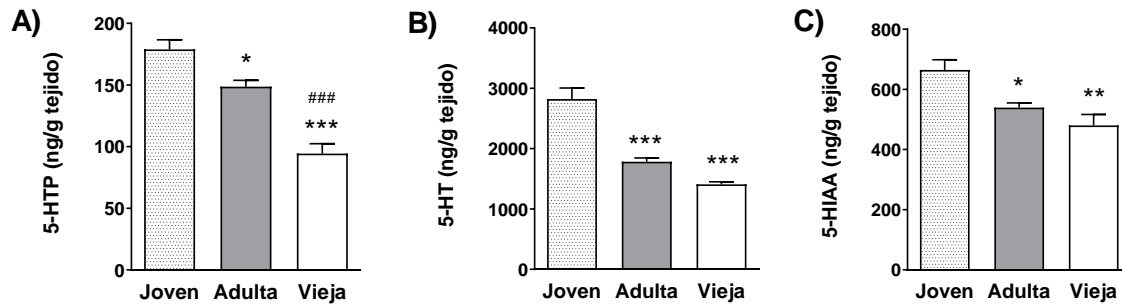 A)
5-HTP (ng/g tejido)
200
150
100
50
0
*
###
***
Joven Adulta Vieja
B)
5-HT (ng/g tejido)
4000
3000
2000
1000
0
***
***
Joven Adulta Vieja
C)
5-HIAA (ng/g tejido)
800
600
400
200
0
*
**
Joven Adulta Vieja